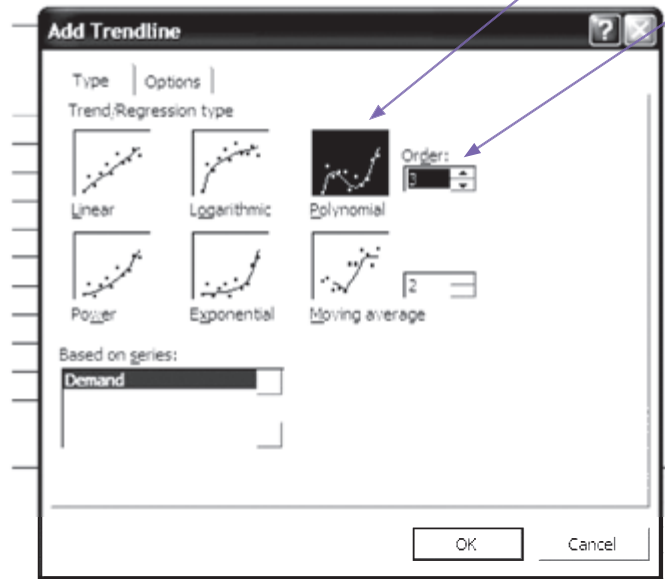 Add Trendline
?
Type Options
Trend/Regression type
Order:
3
Linear Logarithmic Polynomial
2
Power Exponential Moving average
Based on series:
Demand
OK Cancel